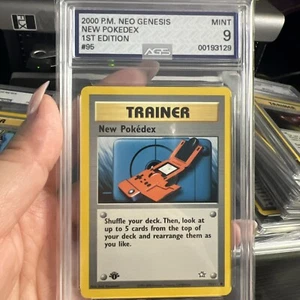 2000 P.M. NEO GENESIS
NEW POKEDEX
1ST EDITION
#95
AGS
MINT
9
00193129
TRAINER
New Pokédex
Shuffle your deck. Then, look at
up to 5 cards from the top of
your deck and rearrange them as
you like.